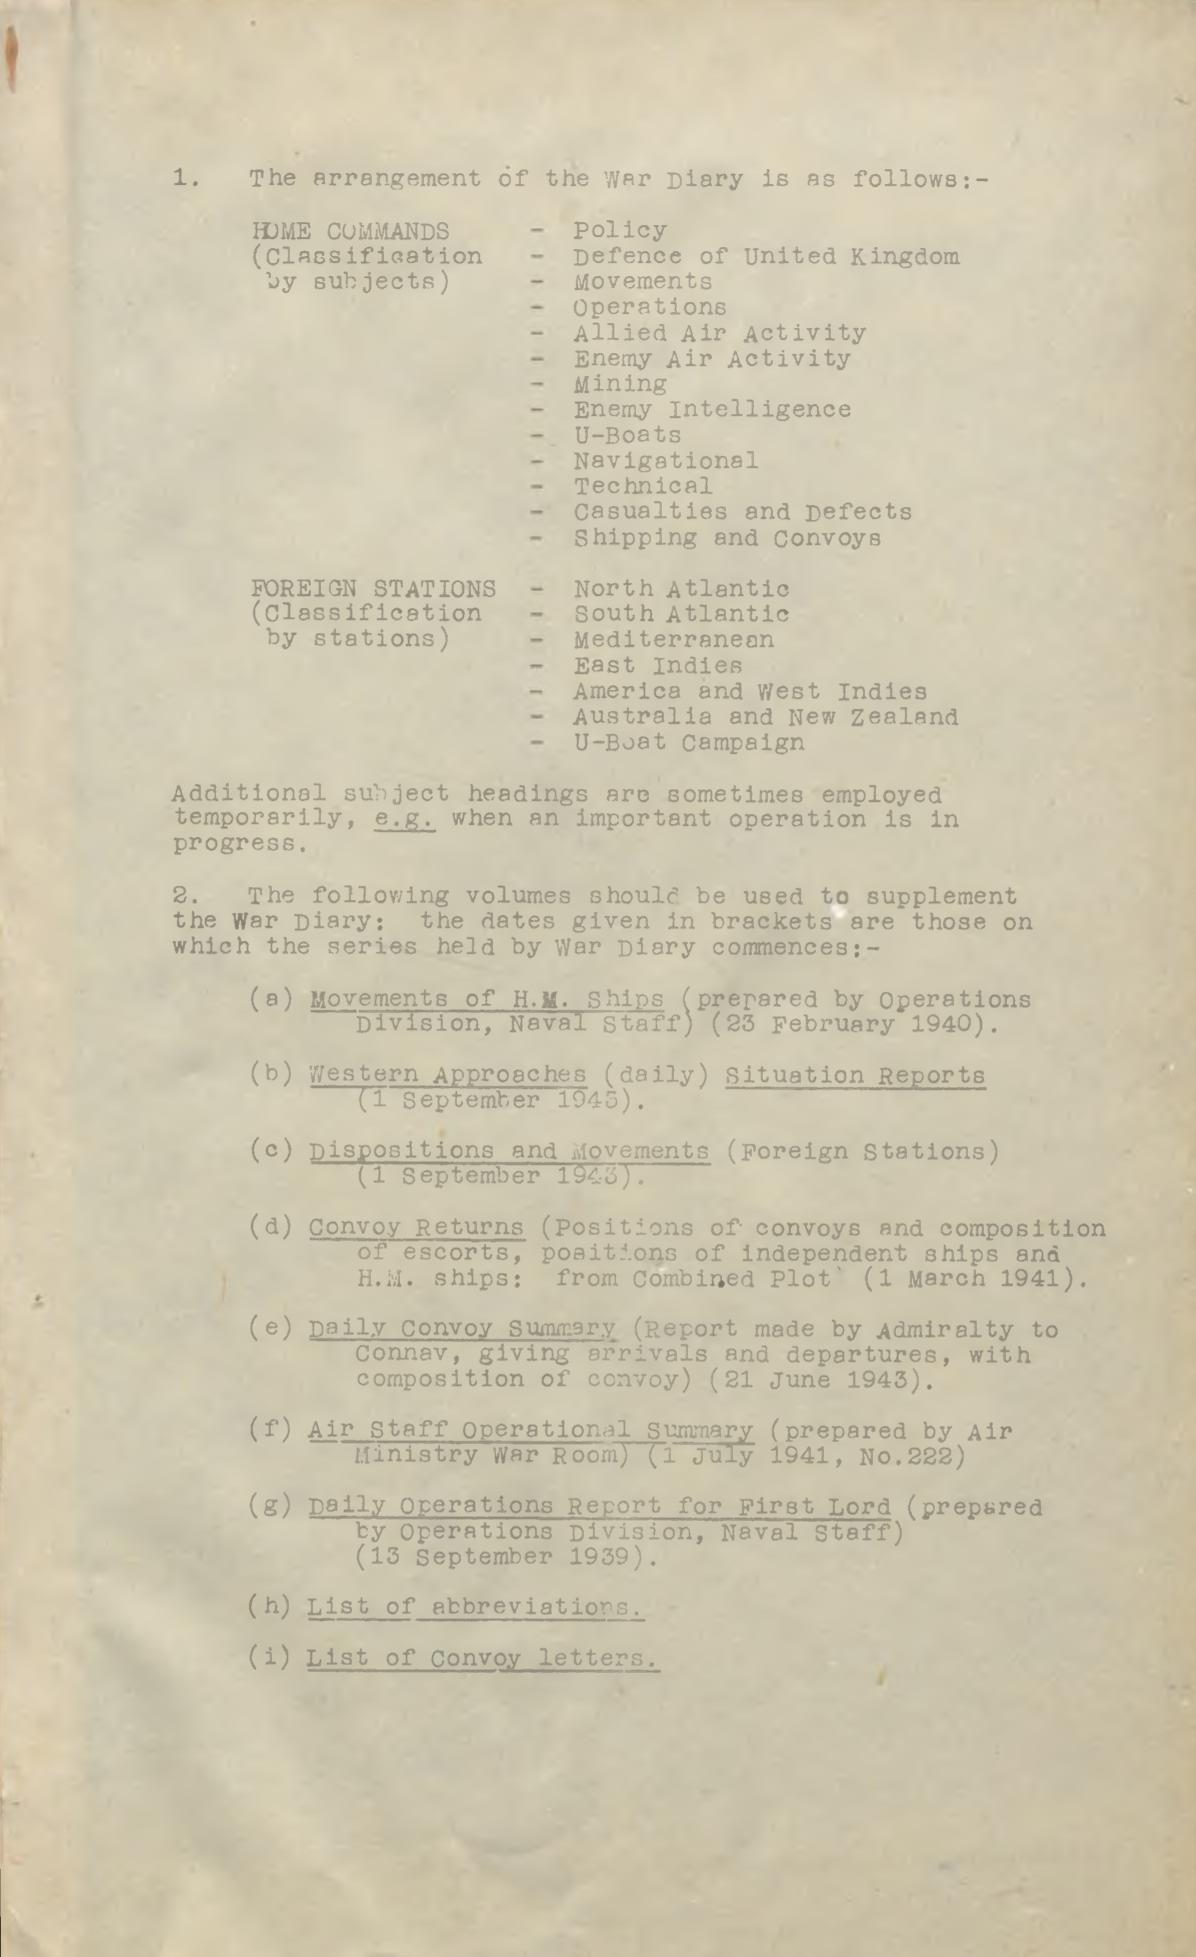 1. The arrangement of the War Diary is as follows:-
HOME COMMANDS - Policy
(Classification - Defence of United Kingdom
by subjects) - Movements
- Operations
- Allied Air Activity
- Enemy Air Activity
- Mining
- Enemy Intelligence
- U-Boats
- Navigational
- Technical
- Casualties and Defects
- Shipping and Convoys
FOREIGN STATIONS - North Atlantic
(Classification - South Atlantic
by stations) - Mediterranean
- East Indies
- America and West Indies
- Australia and New Zealand
- U-Boat Campaign
Additional subject headings are sometimes employed
temporarily, e.g. when an important operation is in
progress.
2. The following volumes should be used to supplement
the War Diary: the dates given in brackets are those on
which the series held by War Diary commences:-
(a) Movements of H.M. Ships (prepared by Operations
Division, Naval Staff) (23 February 1940).
(b) Western Approaches (daily) Situation Reports
(1 September 1943).
(c) Dispositions and Movements (Foreign Stations)
(1 September 1943).
(d) Convoy Returns (Positions of convoys and composition
of escorts, positions of independent ships and
H.M. ships: from Combined Plot) (1 March 1941).
(e) Daily Convoy Summary (Report made by Admiralty to
Connav, giving arrivals and departures, with
composition of convoy) (21 June 1943).
(f) Air Staff Operational Summary (prepared by Air
Ministry War Room) (1 July 1941, No.222)
(g) Daily Operations Report for First Lord (prepared
by Operations Division, Naval Staff)
(13 September 1939).
(h) List of abbreviations.
(i) List of Convoy letters.